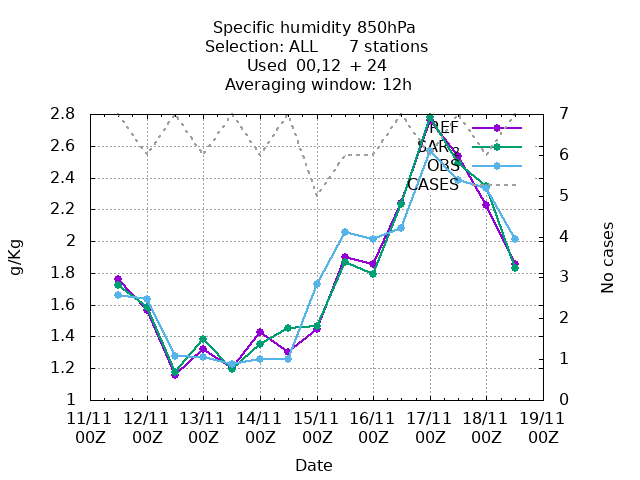 Specific humidity 850hPa
Selection: ALL 7 stations
Used 00,12 + 24
Averaging window: 12h
2.8
2.6
2.4
2.2
2
1.8
1.6
1.4
1.2
1
7
6
5
4
3
2
1
0
REF
OBS
CASES
g/Kg
No cases
11/11 12/11 13/11 14/11 15/11 16/11 17/11 18/11 19/11
00Z 00Z 00Z 00Z 00Z 00Z 00Z 00Z 00Z
Date